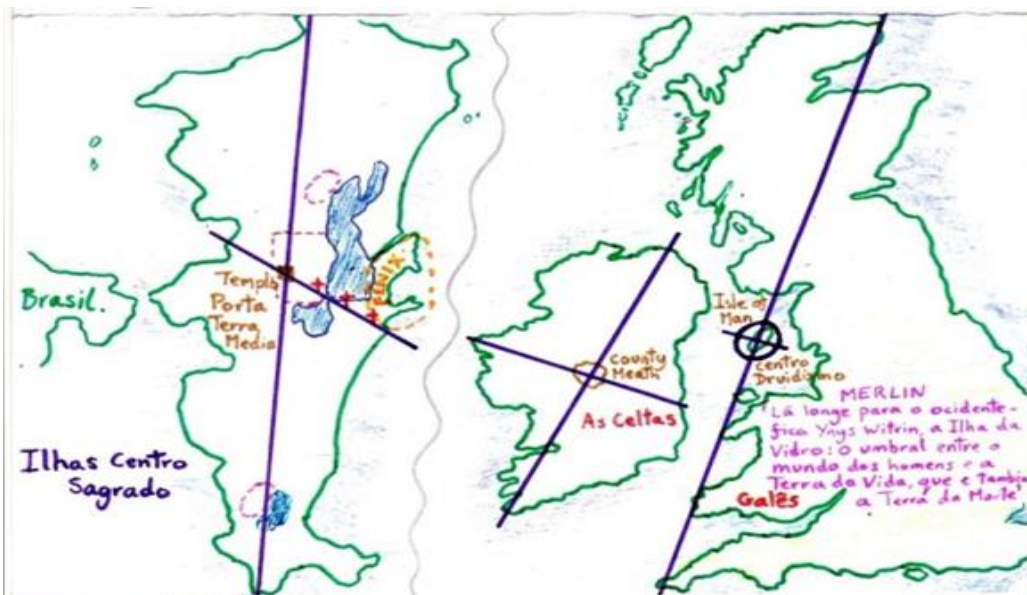 Brasil.
Templo
Porta
Terra
Media
FENIX
Ilhas Centro
Sagrado
County
Meath
As Celtas
Isle of
Man
Centro
Druidismo
MERLIN
"Lá longe para o ocidente-
fica Ynys Witrin, a Ilha da
Vidro: o umbral entre o
mundo dos homens e a
Terra da Vida, que e tambien
a Terra da Morte"
Galês